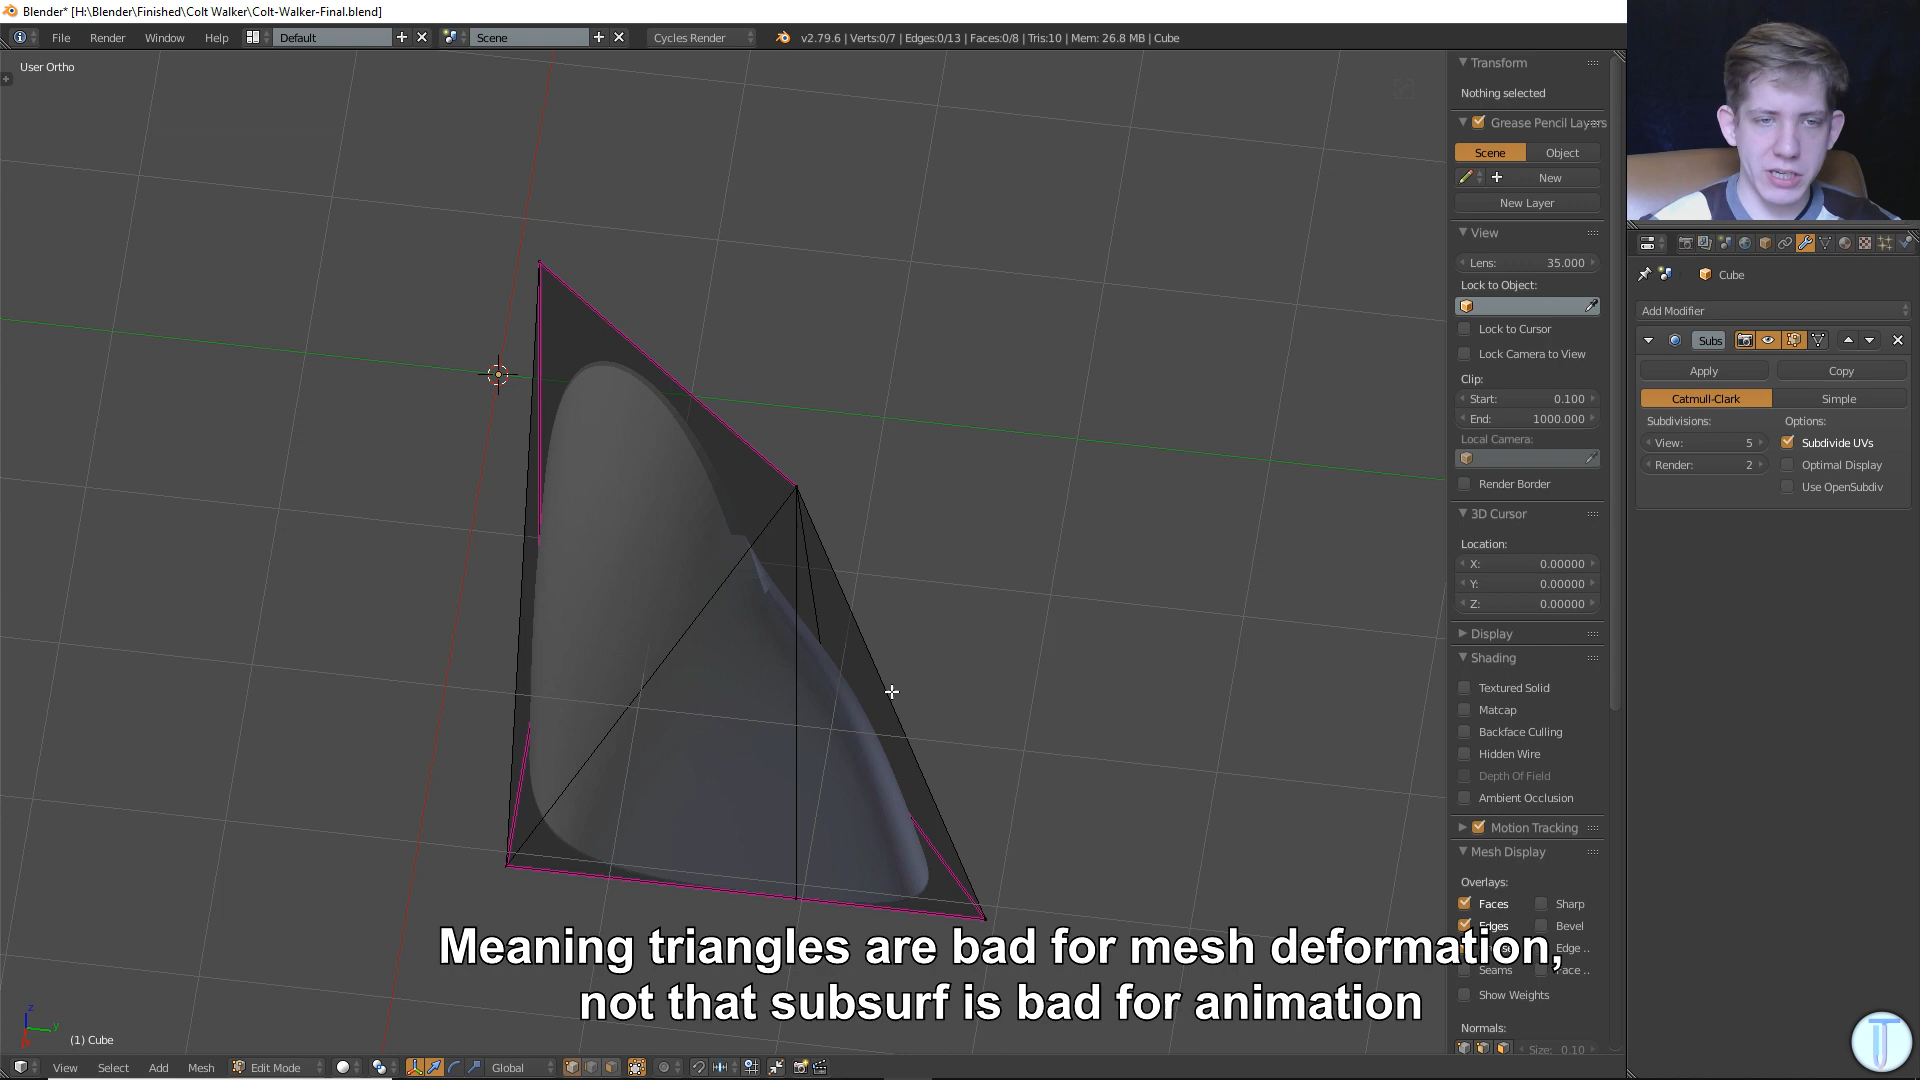 Blender* [H:\Blender\Finished\Colt Walker\Colt-Walker-Final.blend]
File Render Window Help Default Scene Cycles Render v2.79.6 | Verts:0/7 | Edges:0/13 | Faces:0/8 | Tris:10 | Mem: 26.8 MB | Cube
User Ortho
Transform
Nothing selected
Grease Pencil Layers
Scene Object
New
New Layer
View
Lens: 35.000
Lock to Object:
Lock to Cursor
Lock Camera to View
Clip:
Start: 0.100
End: 1000.000
Local Camera:
Render Border
3D Cursor
Location:
X: 0.00000
Y: 0.00000
Z: 0.00000
Display
Shading
Textured Solid
Matcap
Backface Culling
Hidden Wire
Depth Of Field
Ambient Occlusion
Motion Tracking
Mesh Display
Overlays:
Faces Sharp
Edges Bevel
Edge ..
Seams Face ..
Show Weights
Normals:
Size: 0.10
Cube
Add Modifier
Subs
Apply Copy
Catmull-Clark Simple
Subdivisions: Options:
View: 5 Subdivide UVs
Render: 2 Optimal Display
Use OpenSubdiv
Meaning triangles are bad for mesh deformation,
not that subsurf is bad for animation
z
y
(1) Cube
View Select Add Mesh Edit Mode Global